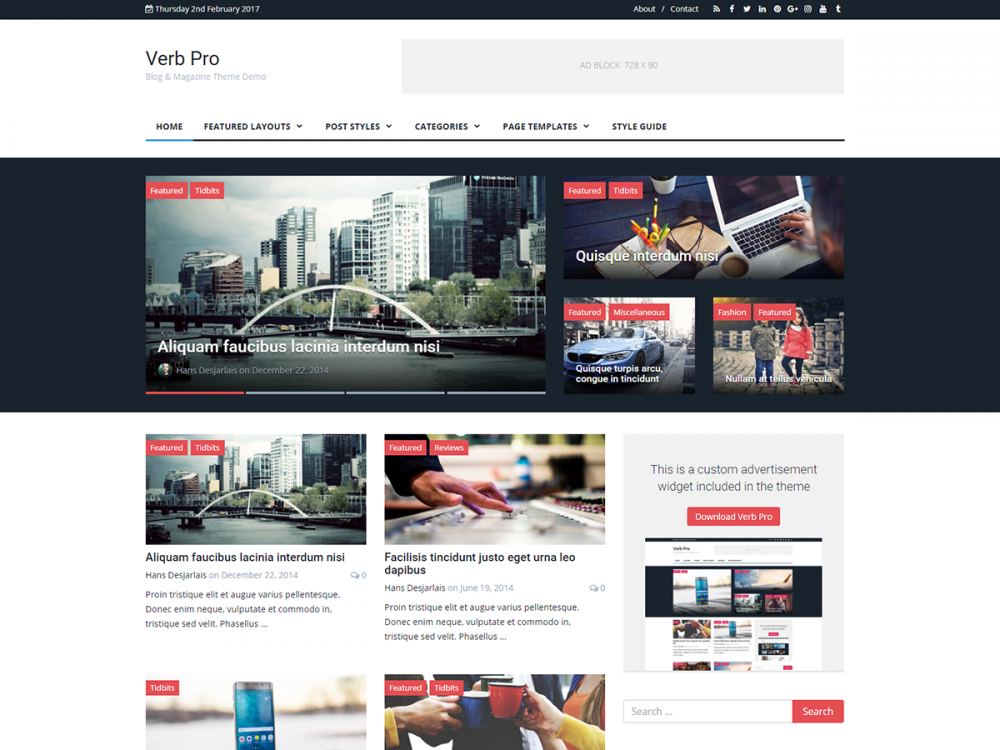 Thursday 2nd February 2017
About / Contact
Verb Pro
Blog & Magazine Theme Demo
AD BLOCK 728 X 90
HOME FEATURED LAYOUTS POST STYLES CATEGORIES PAGE TEMPLATES STYLE GUIDE
Featured Tidbits
Aliquam faucibus lacinia interdum nisi
Hans Desjarlais on December 22, 2014
Featured Tidbits
Quisque interdum nisi
Featured Miscellaneous
Quisque turpis arcu,
congue in tincidunt
Fashion Featured
Nullam at tellus vehicula
Featured Tidbits
Aliquam faucibus lacinia interdum nisi
Hans Desjarlais on December 22, 2014 0
Proin tristique elit et augue varius pellentesque.
Donec enim neque, vulputate et commodo in,
tristique sed velit. Phasellus ...
Featured Reviews
Facilisis tincidunt justo eget urna leo
dapibus
Hans Desjarlais on June 19, 2014 0
Proin tristique elit et augue varius pellentesque.
Donec enim neque, vulputate et commodo in,
tristique sed velit. Phasellus ...
This is a custom advertisement
widget included in the theme
Download Verb Pro
Verb Pro
Tidbits
Featured Tidbits
Search ...
Search